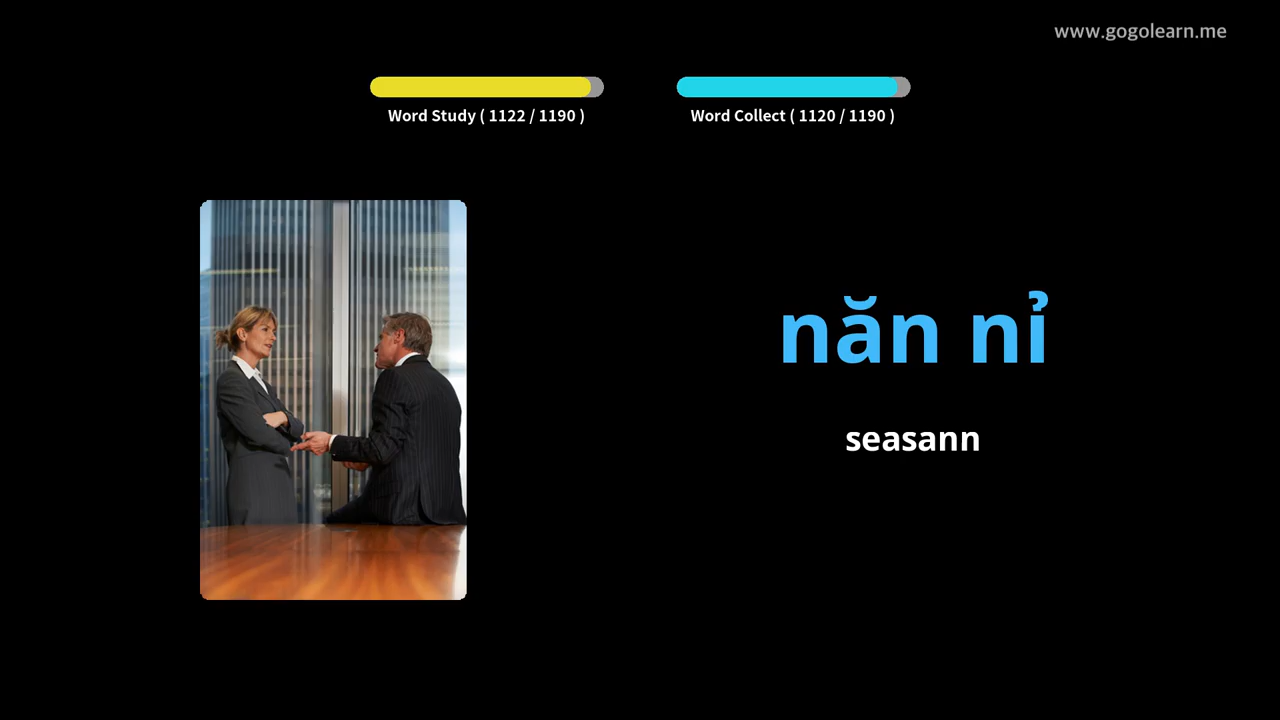 www.gogolearn.me
Word Study ( 1122 / 1190 )
Word Collect ( 1120 / 1190 )
năn nỉ
seasann